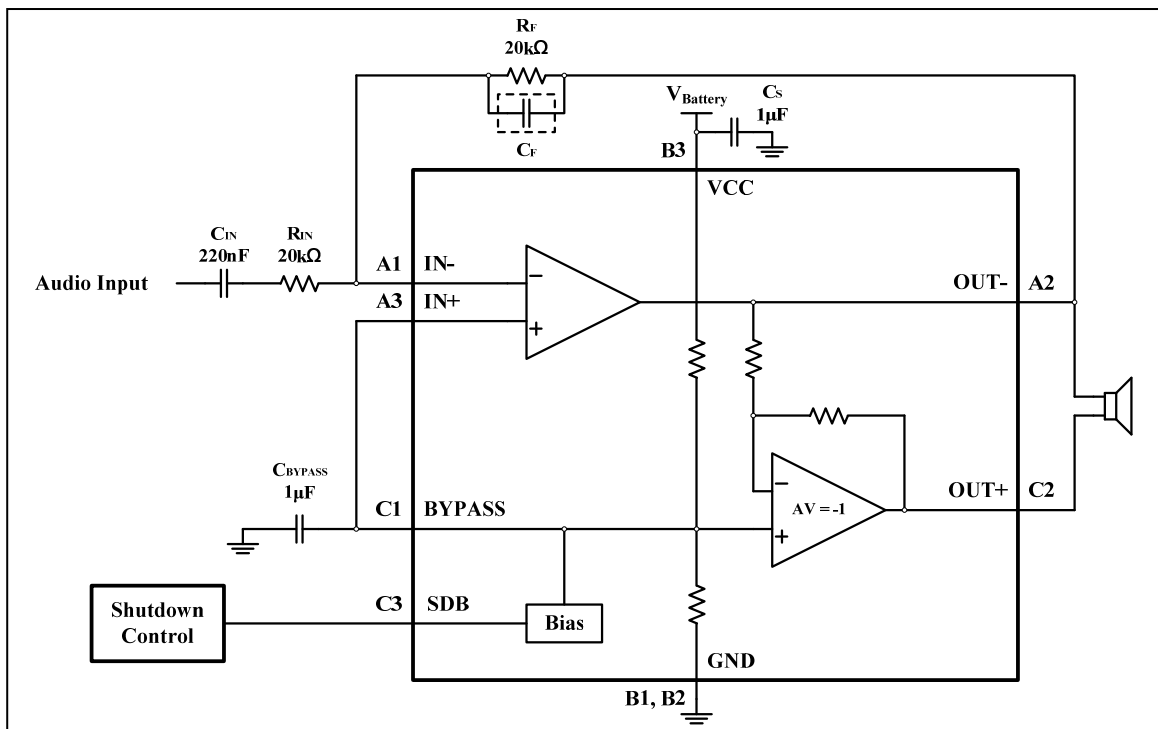 RF
20kΩ
VBattery
CS
1μF
CF
B3
VCC
CIN
220nF
RIN
20kΩ
Audio Input
A1
IN-
A3
IN+
OUT-
A2
CBYPASS
1μF
C1
BYPASS
AV = -1
OUT+
C2
C3
SDB
Shutdown
Control
Bias
GND
B1, B2